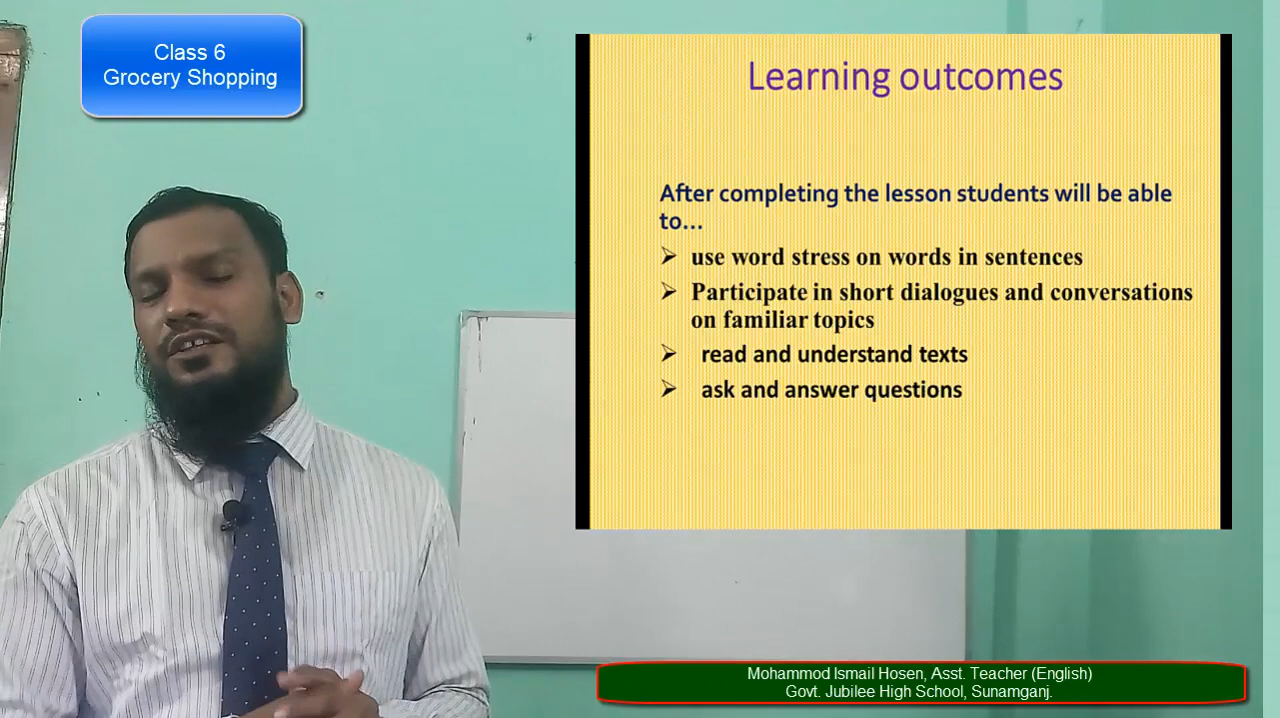 Class 6
Grocery Shopping
Learning outcomes
After completing the lesson students will be able
to...
➢ use word stress on words in sentences
➢ Participate in short dialogues and conversations
on familiar topics
➢ read and understand texts
➢ ask and answer questions
Mohammod Ismail Hosen, Asst. Teacher (English)
Govt. Jubilee High School, Sunamganj.